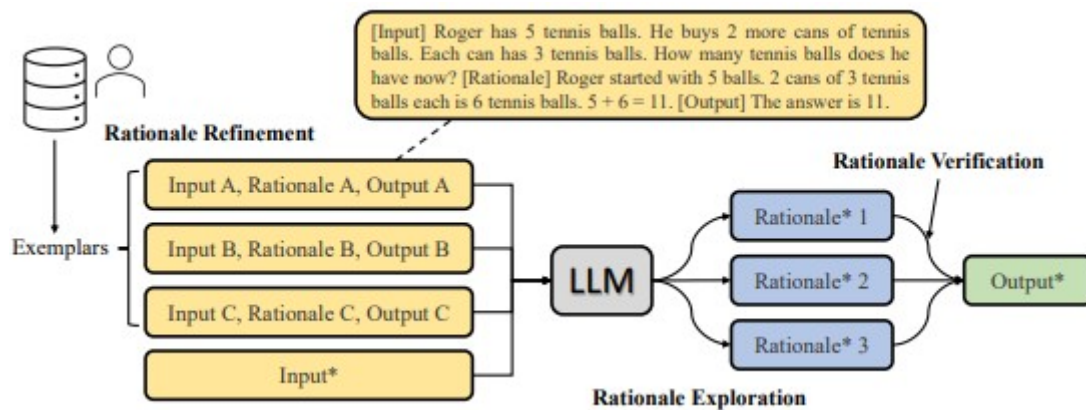 [Input] Roger has 5 tennis balls. He buys 2 more cans of tennis
balls. Each can has 3 tennis balls. How many tennis balls does he
have now? [Rationale] Roger started with 5 balls. 2 cans of 3 tennis
balls each is 6 tennis balls. 5 + 6 = 11. [Output] The answer is 11.
Rationale Refinement
Rationale Verification
Exemplars
Input A, Rationale A, Output A
Input B, Rationale B, Output B
Input C, Rationale C, Output C
Input*
LLM
Rationale* 1
Rationale* 2
Rationale* 3
Output*
Rationale Exploration